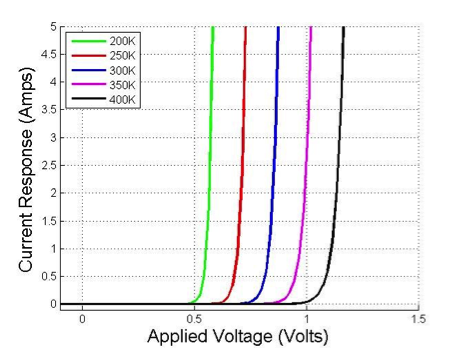 5
4.5
4
3.5
3
2.5
2
1.5
1
0.5
0
200K
250K
300K
350K
400K
Current Response (Amps)
0
0.5
1
1.5
Applied Voltage (Volts)